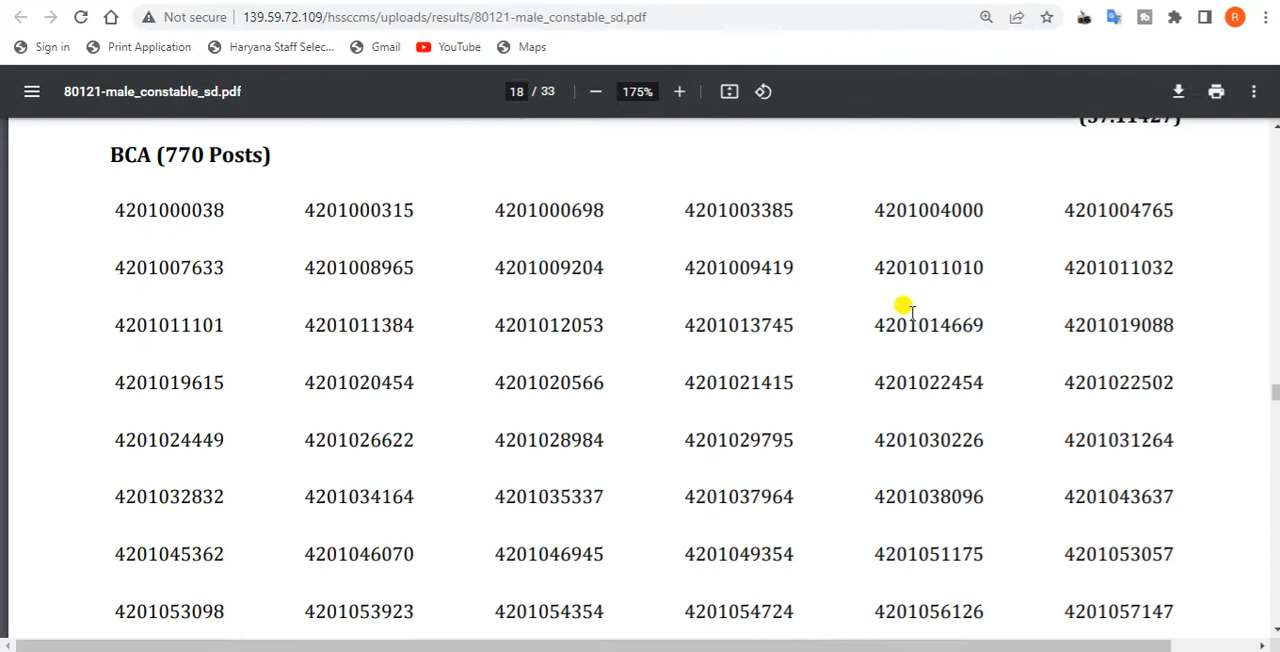 Not secure 139.59.72.109/hssccms/uploads/results/80121-male_constable_sd.pdf
R
Sign in Print Application Haryana Staff Selec... Gmail YouTube Maps
80121-male_constable_sd.pdf 18 / 33 175%
(57.11427)
BCA (770 Posts)
4201000038 4201000315 4201000698 4201003385 4201004000 4201004765
4201007633 4201008965 4201009204 4201009419 4201011010 4201011032
4201011101 4201011384 4201012053 4201013745 4201014669 4201019088
4201019615 4201020454 4201020566 4201021415 4201022454 4201022502
4201024449 4201026622 4201028984 4201029795 4201030226 4201031264
4201032832 4201034164 4201035337 4201037964 4201038096 4201043637
4201045362 4201046070 4201046945 4201049354 4201051175 4201053057
4201053098 4201053923 4201054354 4201054724 4201056126 4201057147